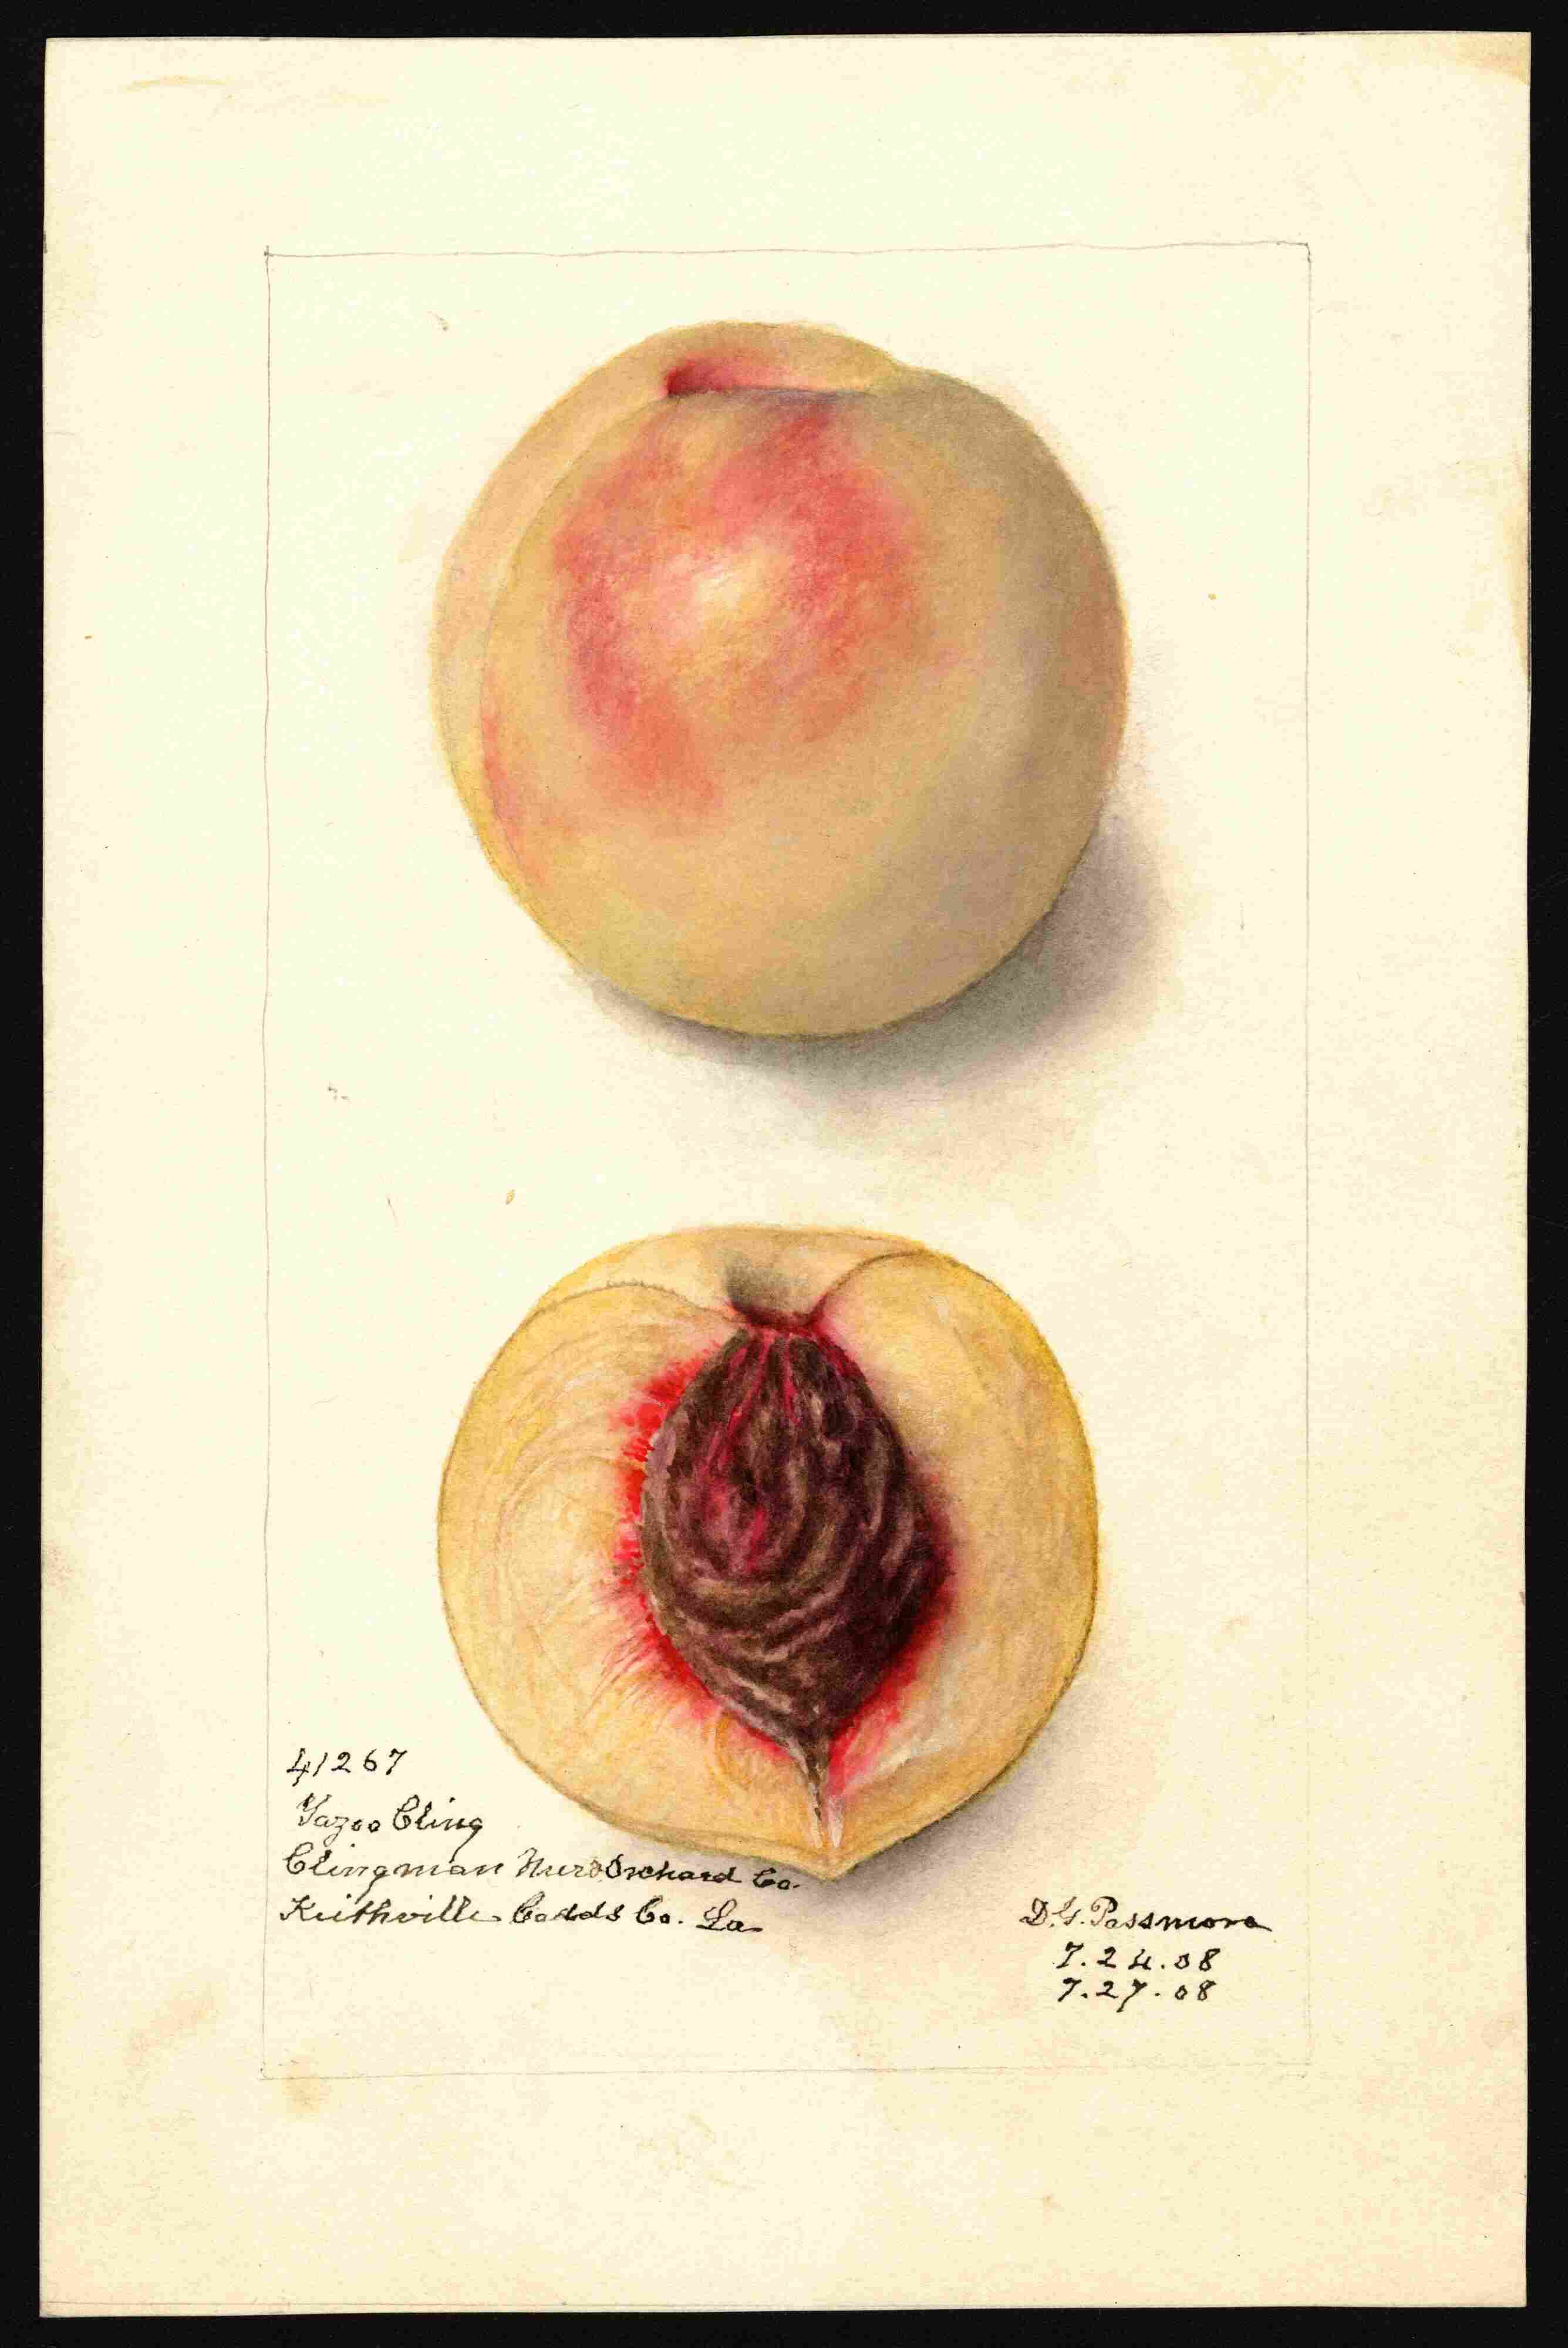 41267
Yazoo Cling
Clingman Nurs Orchard Co.
Keithville Caddo Co. La
D.G. Passmore
7.24.08
7.27.08